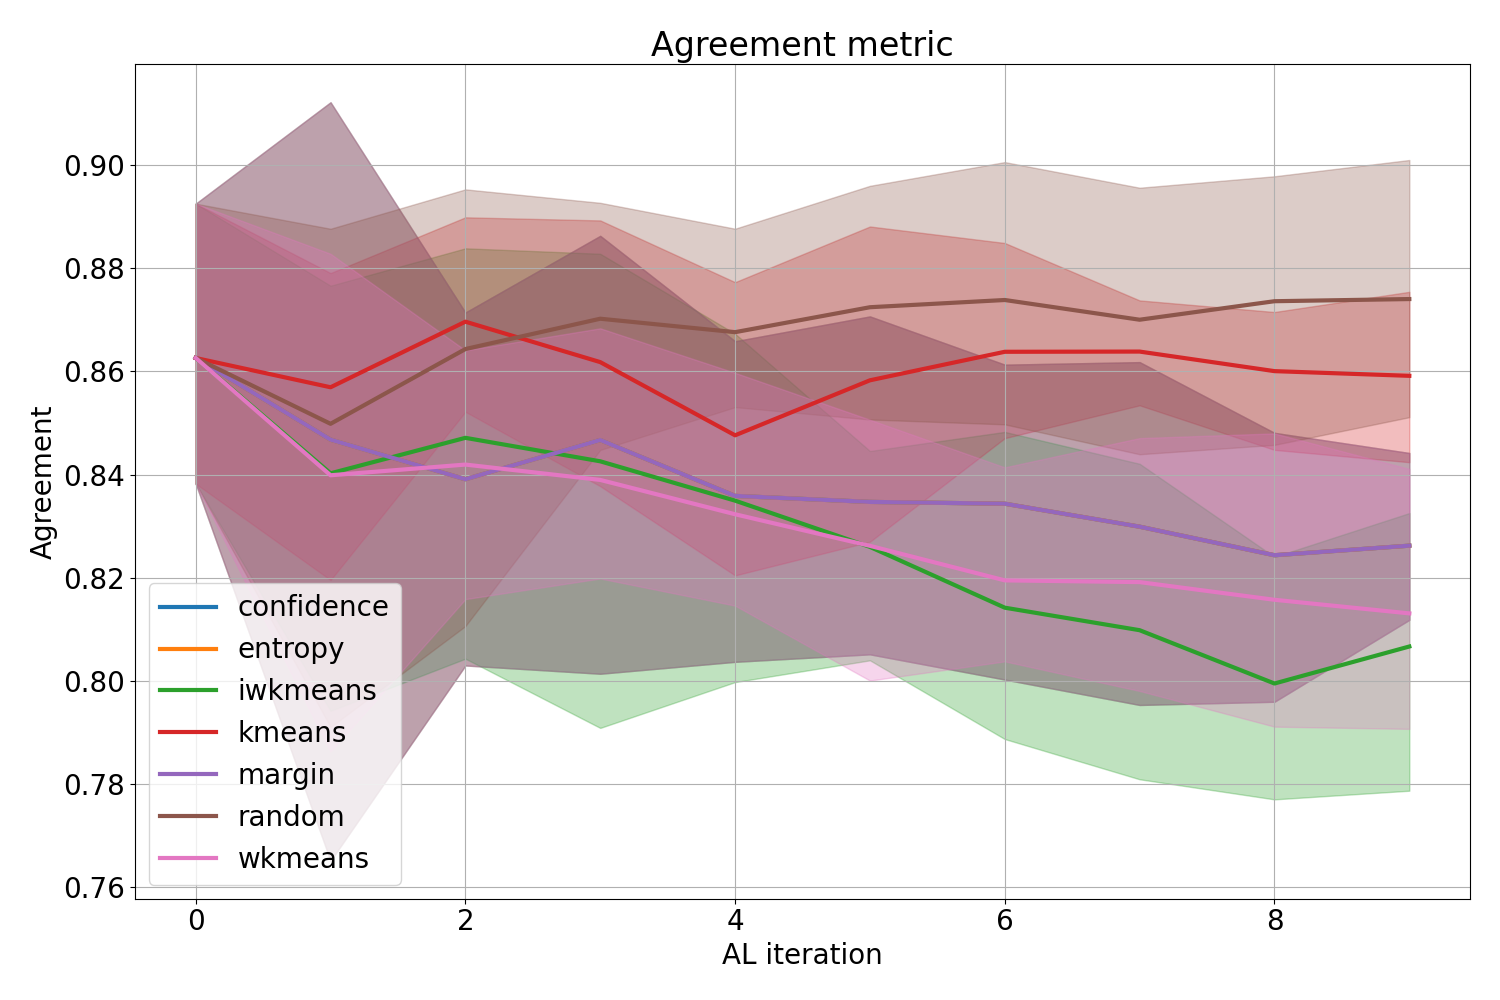 Agreement metric
0.90
0.88
0.86
0.84
0.82
0.80
0.78
0.76
Agreement
confidence
entropy
iwkmeans
kmeans
margin
random
wkmeans
0 2 4 6 8
AL iteration